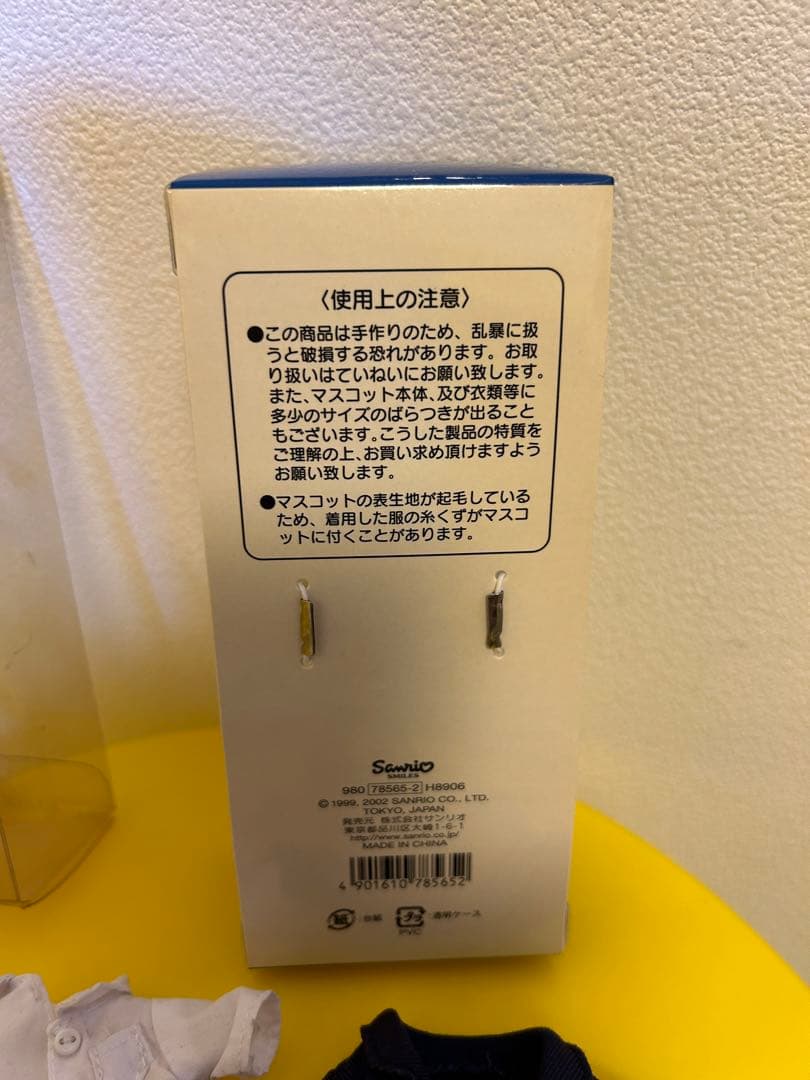 〈使用上の注意〉
●この商品は手作りのため、乱暴に扱
うと破損する恐れがあります。お取
り扱いはていねいにお願い致します。
また、マスコット本体、及び衣類等に
多少のサイズのばらつきが出ること
もございます。こうした製品の特質を
ご理解の上、お買い求め頂けますよう
お願い致します。
●マスコットの表生地が起毛している
ため、着用した服の糸くずがマスコ
ットに付くことがあります。
Sanrio
SMILES
980 78565-2 H8906
© 1999, 2002 SANRIO CO., LTD.
TOKYO, JAPAN
発売元 株式会社サンリオ
東京都品川区大崎1-6-1
http://www.sanrio.co.jp/
MADE IN CHINA
4 901610 785652
紙 :台紙 プラ :透明ケース
PVC